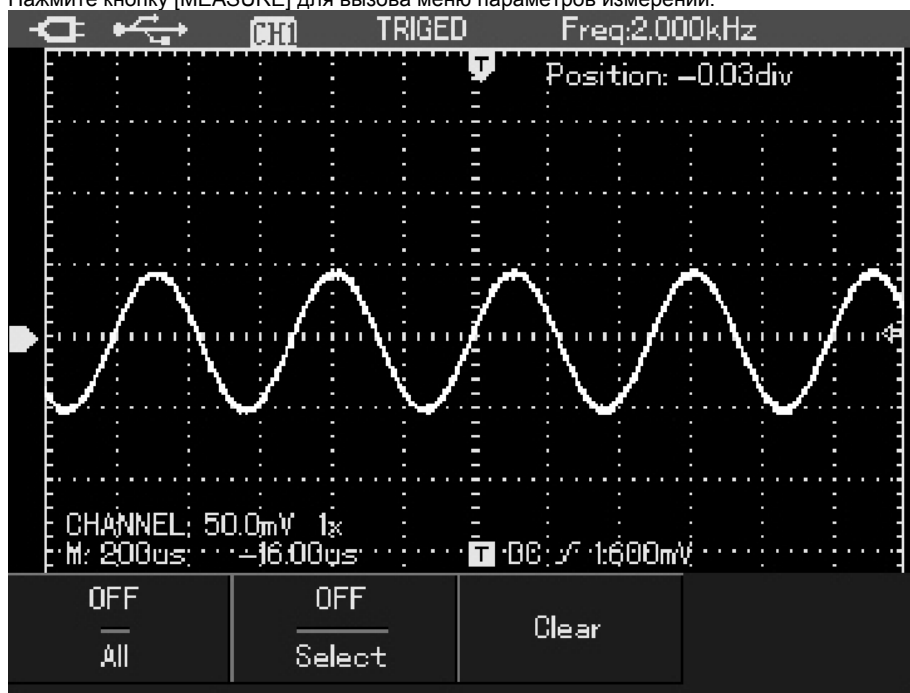 Нажмите кнопку [MEASURE] для вызова меню параметров измерений.
CH1 TRIGED Freq:2.000kHz
T
Position: -0.03div
CHANNEL: 50.0mV 1x
M: 200us -16.00us T DC 1.600mV
OFF OFF Clear
All Select